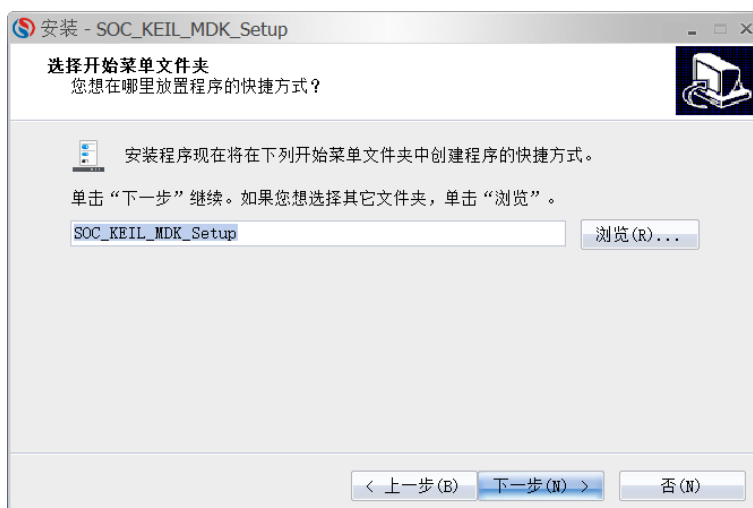 安装 - SOC_KEIL_MDK_Setup
选择开始菜单文件夹
您想在哪里放置程序的快捷方式？
安装程序现在将在下列开始菜单文件夹中创建程序的快捷方式。
单击“下一步”继续。如果您想选择其它文件夹，单击“浏览”。
SOC_KEIL_MDK_Setup
浏览(R)...
< 上一步(B) 下一步(N) > 否(N)